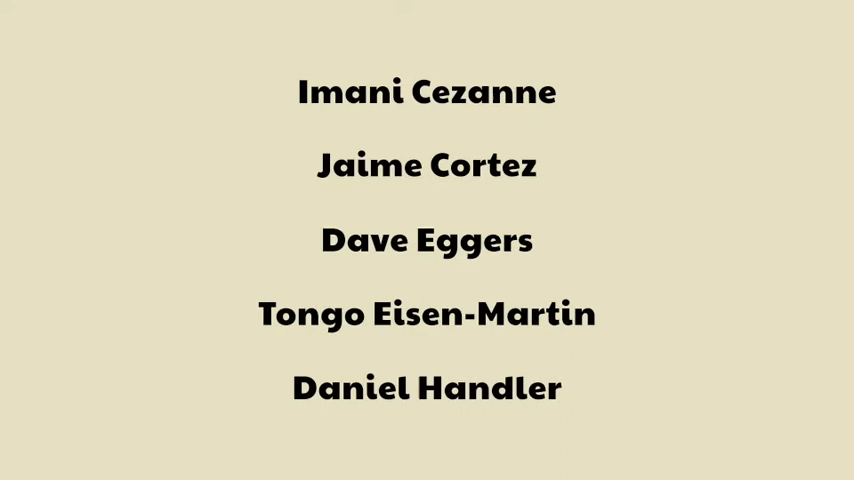 Imani Cezanne
Jaime Cortez
Dave Eggers
Tongo Eisen-Martin
Daniel Handler